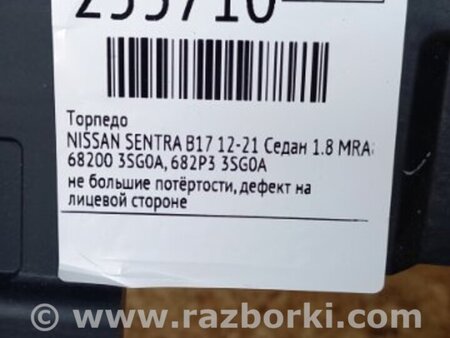 Торпедо
NISSAN SENTRA B17 12-21 Седан 1.8 MRA8
68200 3SG0A, 682P3 3SG0A
не большие потёртости, дефект на
лицевой стороне
© www.razborki.com